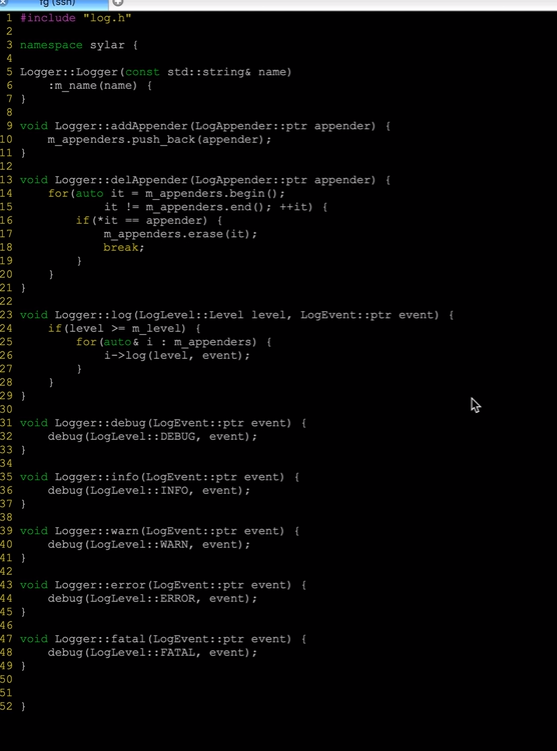 fg (ssh)
1 #include "log.h"
2
3 namespace sylar {
4
5 Logger::Logger(const std::string& name)
6     :m_name(name) {
7 }
8
9 void Logger::addAppender(LogAppender::ptr appender) {
10     m_appenders.push_back(appender);
11 }
12
13 void Logger::delAppender(LogAppender::ptr appender) {
14     for(auto it = m_appenders.begin();
15             it != m_appenders.end(); ++it) {
16         if(*it == appender) {
17             m_appenders.erase(it);
18             break;
19         }
20     }
21 }
22
23 void Logger::log(LogLevel::Level level, LogEvent::ptr event) {
24     if(level >= m_level) {
25         for(auto& i : m_appenders) {
26             i->log(level, event);
27         }
28     }
29 }
30
31 void Logger::debug(LogEvent::ptr event) {
32     debug(LogLevel::DEBUG, event);
33 }
34
35 void Logger::info(LogEvent::ptr event) {
36     debug(LogLevel::INFO, event);
37 }
38
39 void Logger::warn(LogEvent::ptr event) {
40     debug(LogLevel::WARN, event);
41 }
42
43 void Logger::error(LogEvent::ptr event) {
44     debug(LogLevel::ERROR, event);
45 }
46
47 void Logger::fatal(LogEvent::ptr event) {
48     debug(LogLevel::FATAL, event);
49 }
50
51
52 }